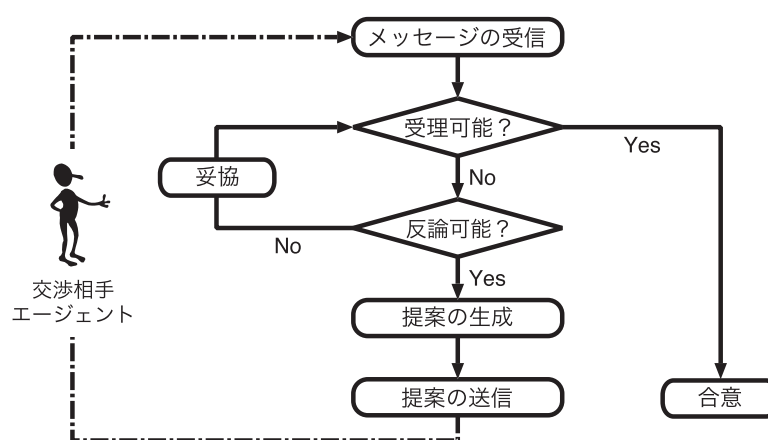 メッセージの受信
受理可能？
Yes
妥協
No
反論可能？
No
Yes
交渉相手
エージェント
提案の生成
提案の送信
合意